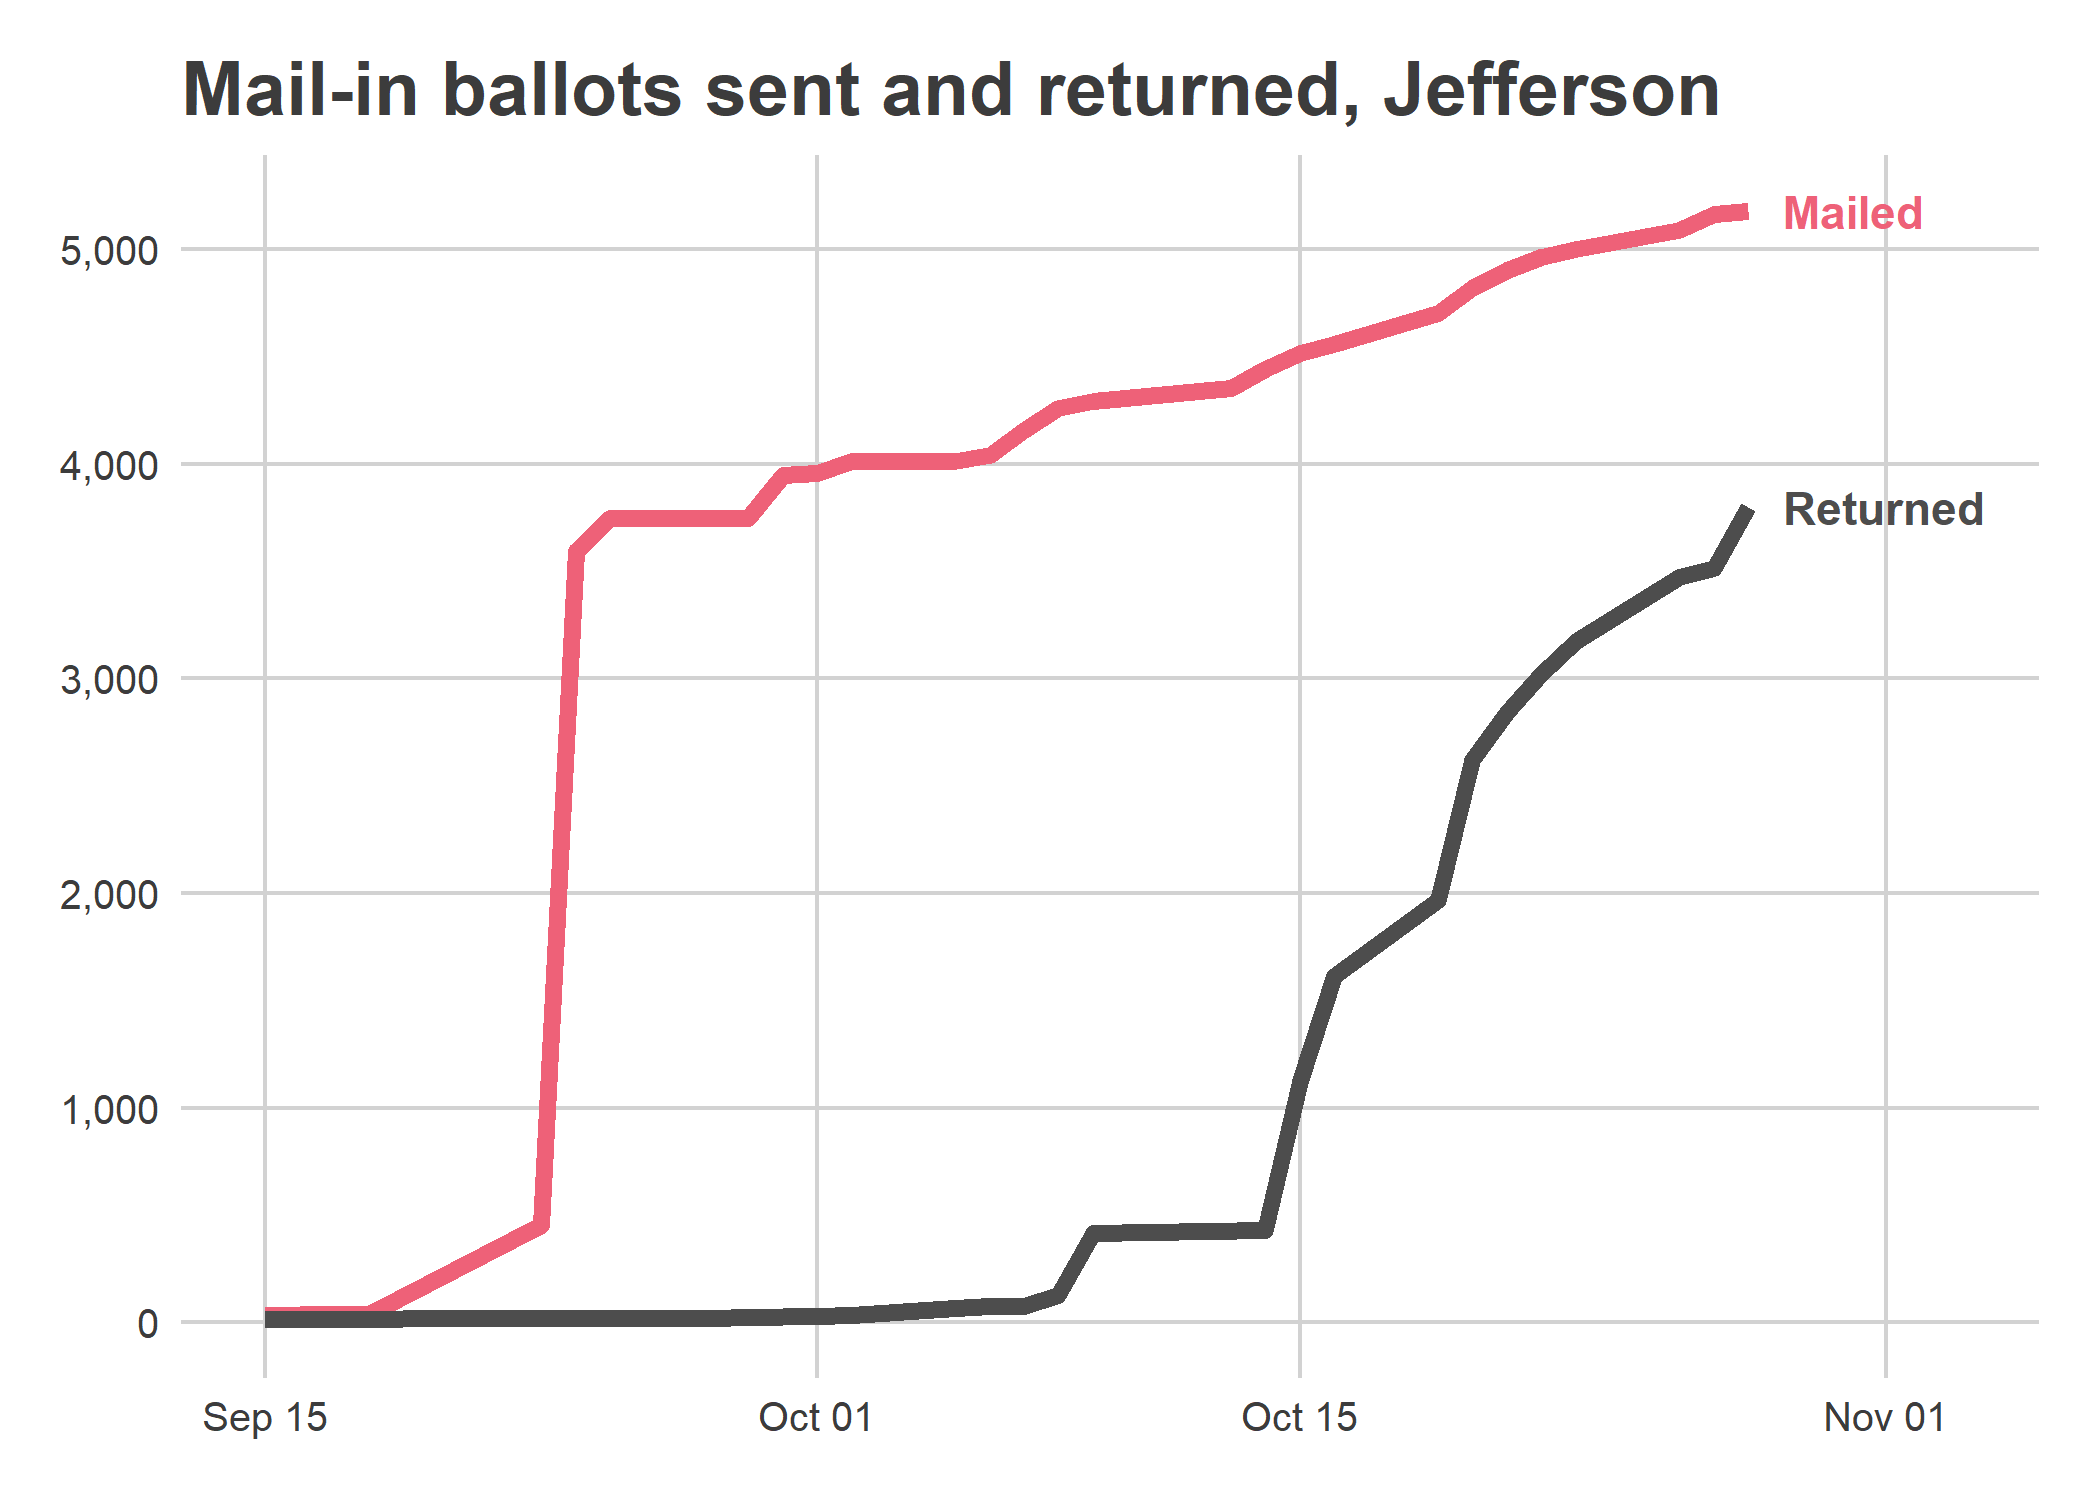 Mail-in ballots sent and returned, Jefferson
Mailed
5,000
4,000
Returned
3,000
2,000
1,000
0
Sep 15 Oct 01 Oct 15 Nov 01